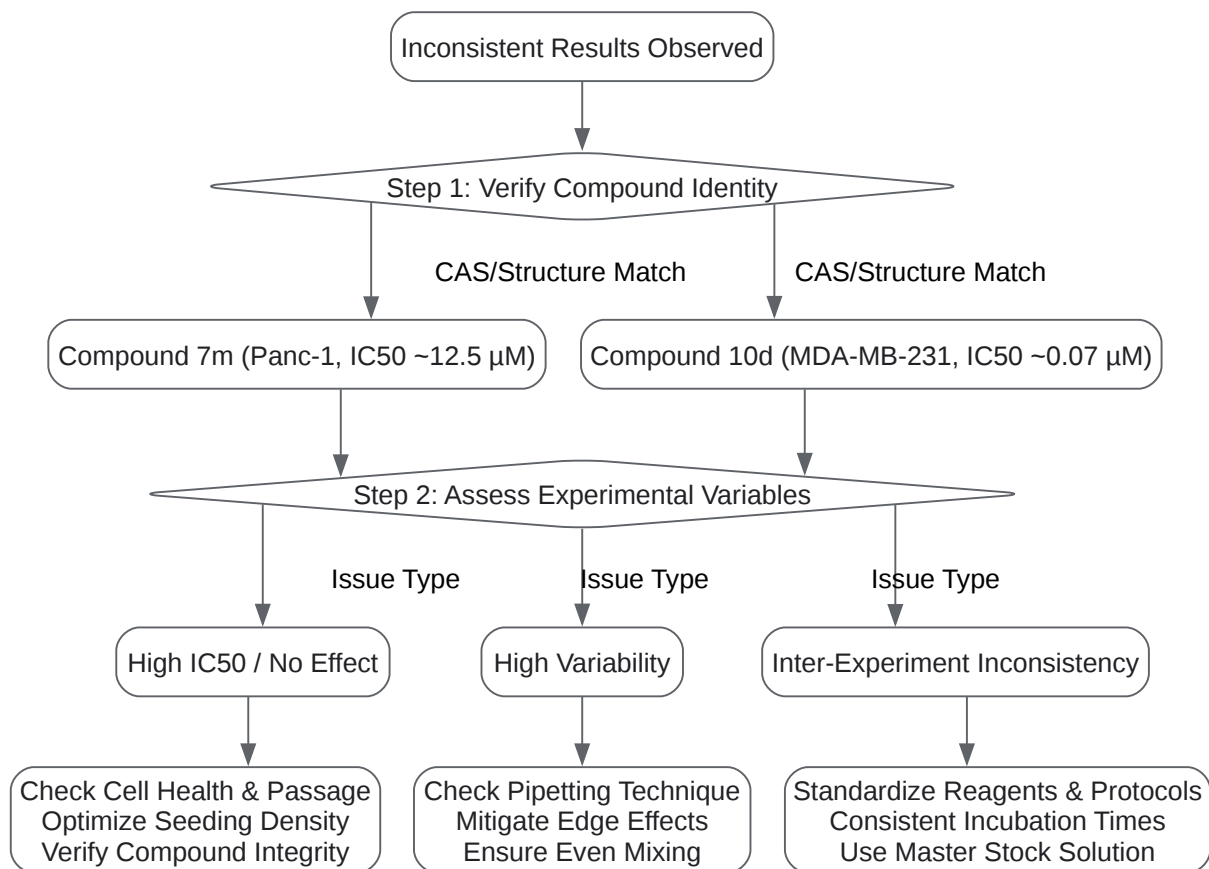 Inconsistent Results Observed
Step 1: Verify Compound Identity
CAS/Structure Match
CAS/Structure Match
Compound 7m (Panc-1, IC50 ~12.5 µM)
Compound 10d (MDA-MB-231, IC50 ~0.07 µM)
Step 2: Assess Experimental Variables
Issue Type
Issue Type
Issue Type
High IC50 / No Effect
High Variability
Inter-Experiment Inconsistency
Check Cell Health & Passage
Optimize Seeding Density
Verify Compound Integrity
Check Pipetting Technique
Mitigate Edge Effects
Ensure Even Mixing
Standardize Reagents & Protocols
Consistent Incubation Times
Use Master Stock Solution